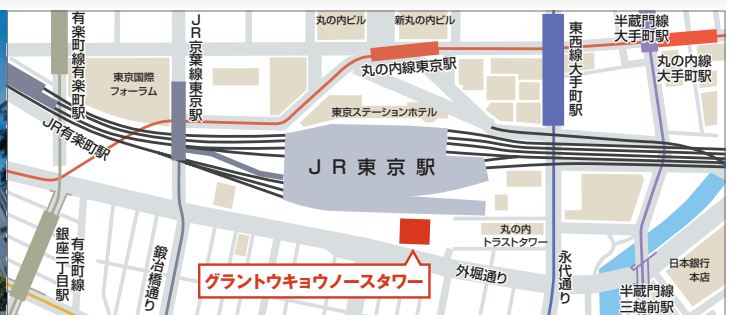 丸の内ビル
新丸の内ビル
半蔵門線
大手町駅
有楽町線有楽町駅
JR京葉線東京駅
丸の内線東京駅
東西線大手町駅
丸の内線
大手町駅
東京国際
フォーラム
東京ステーションホテル
JR有楽町駅
JR東京駅
丸の内
トラストタワー
有楽町線
銀座一丁目駅
鍛冶橋通り
グラントウキョウノースタワー
外堀通り
永代通り
日本銀行
本店
半蔵門線
三越前駅